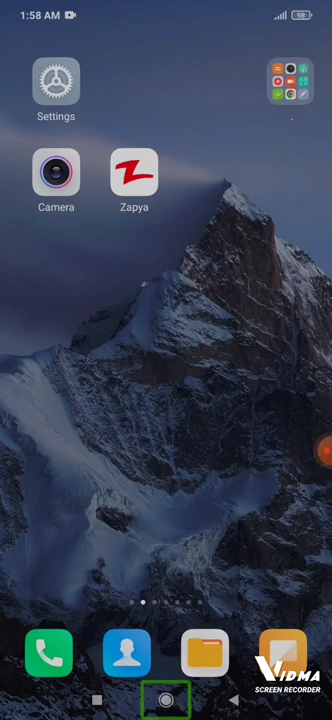 1:58 AM
98
Settings
Camera
Zapya
VIDMA
SCREEN RECORDER